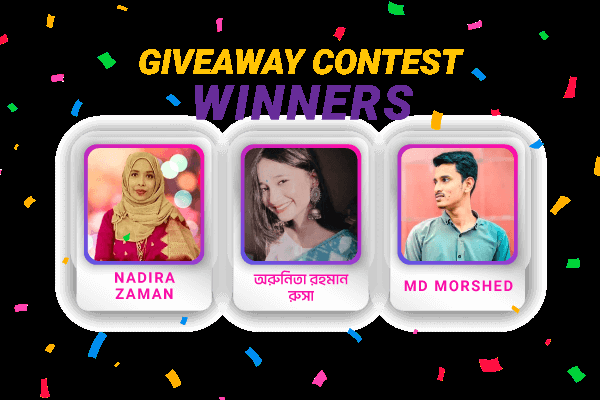 GIVEAWAY CONTEST
WINNERS
NADIRA
ZAMAN
অরুনিতা রহমান
রুসা
MD MORSHED